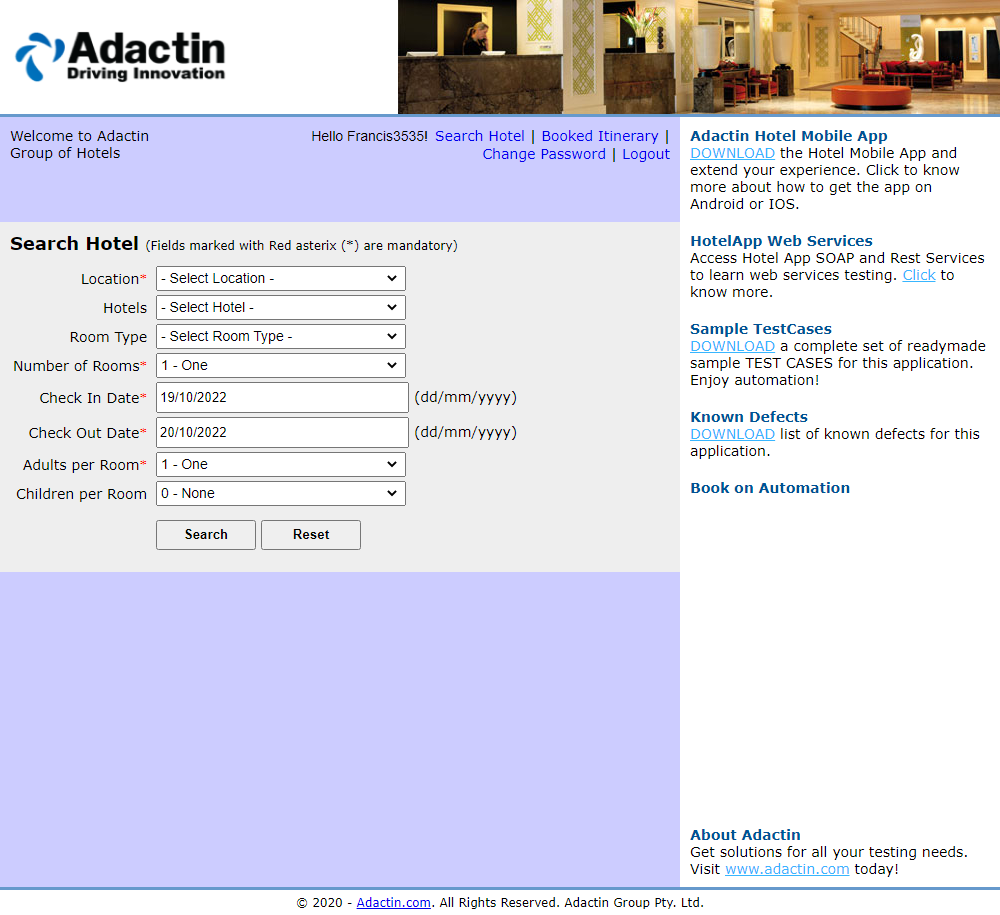 Adactin
Driving Innovation
Welcome to Adactin
Group of Hotels
Hello Francis3535! Search Hotel | Booked Itinerary |
Change Password | Logout
Search Hotel (Fields marked with Red asterix (*) are mandatory)
Location* - Select Location -
Hotels - Select Hotel -
Room Type - Select Room Type -
Number of Rooms* 1 - One
Check In Date* 19/10/2022 (dd/mm/yyyy)
Check Out Date* 20/10/2022 (dd/mm/yyyy)
Adults per Room* 1 - One
Children per Room 0 - None
Search Reset
Adactin Hotel Mobile App
DOWNLOAD the Hotel Mobile App and
extend your experience. Click to know
more about how to get the app on
Android or IOS.
HotelApp Web Services
Access Hotel App SOAP and Rest Services
to learn web services testing. Click to
know more.
Sample TestCases
DOWNLOAD a complete set of readymade
sample TEST CASES for this application.
Enjoy automation!
Known Defects
DOWNLOAD list of known defects for this
application.
Book on Automation
About Adactin
Get solutions for all your testing needs.
Visit www.adactin.com today!
© 2020 - Adactin.com. All Rights Reserved. Adactin Group Pty. Ltd.